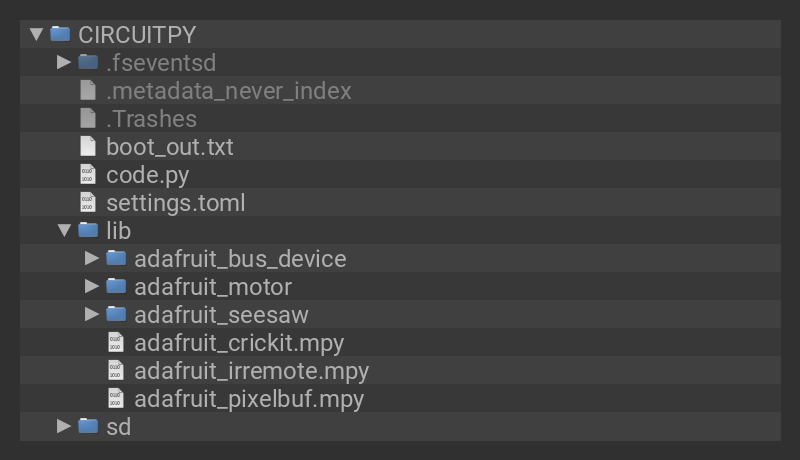 CIRCUITPY
.fseventsd
.metadata_never_index
.Trashes
boot_out.txt
code.py
settings.toml
lib
adafruit_bus_device
adafruit_motor
adafruit_seesaw
adafruit_crickit.mpy
adafruit_irremote.mpy
adafruit_pixelbuf.mpy
sd